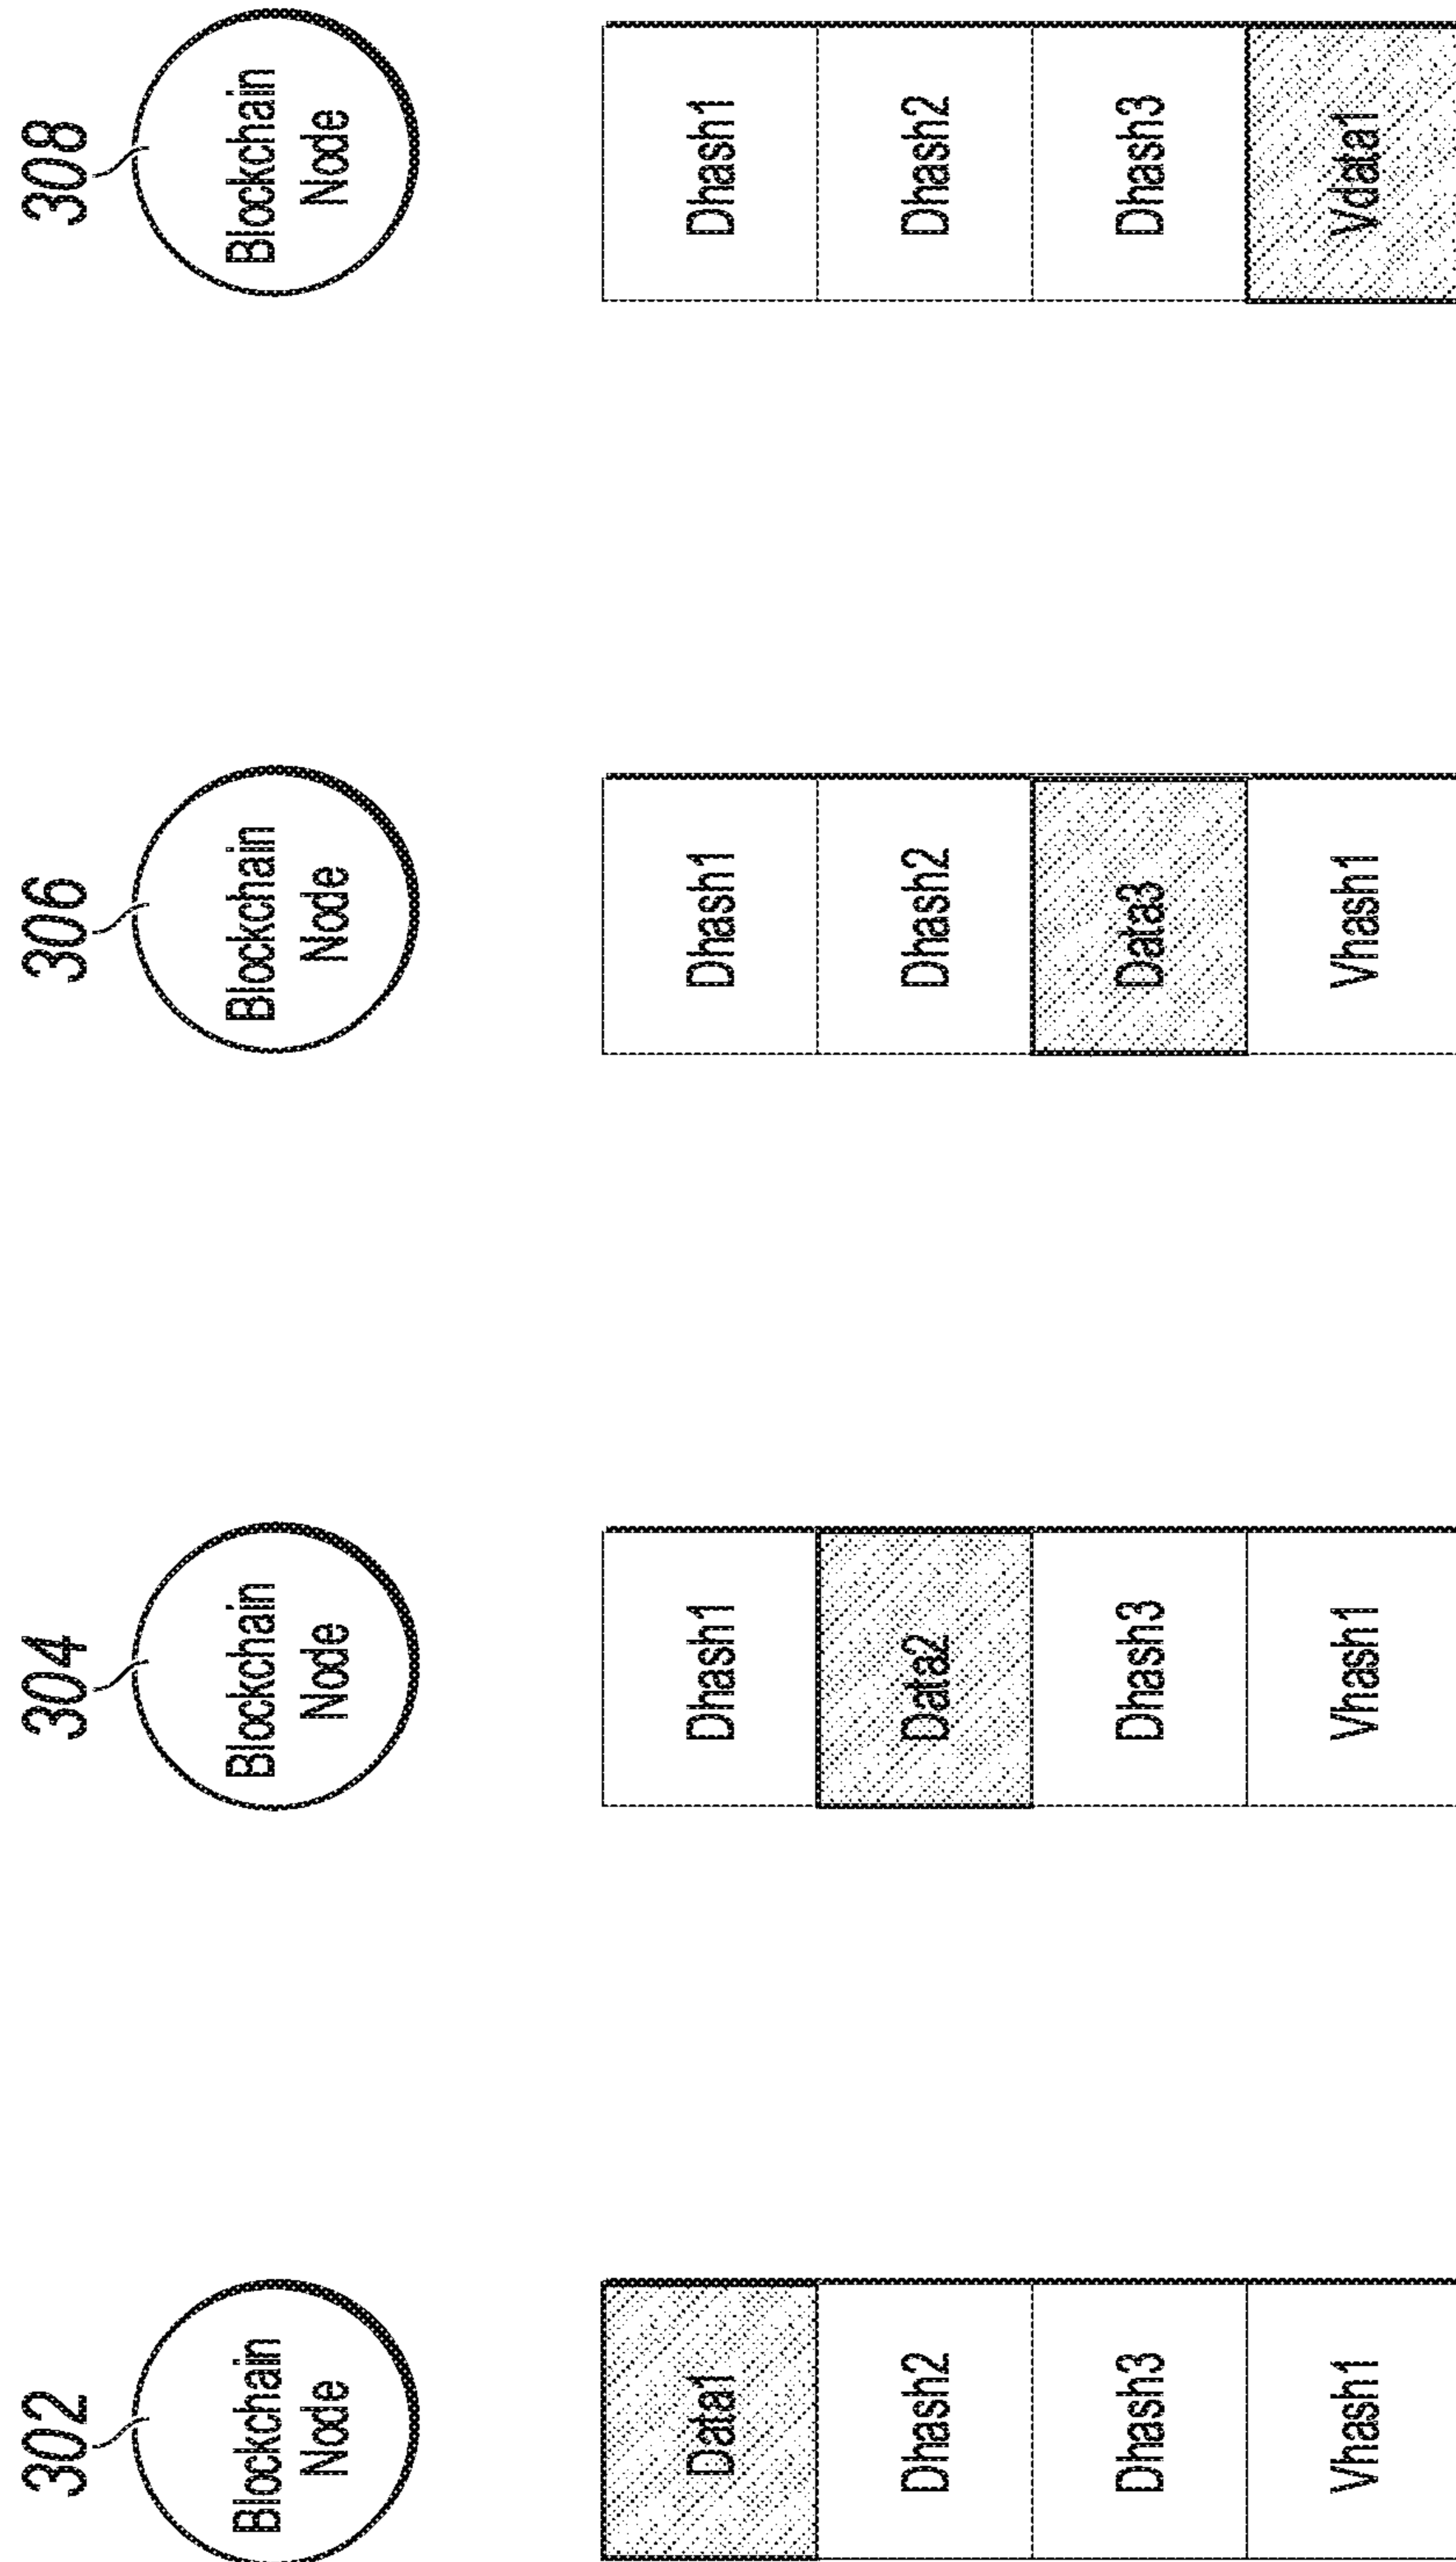 302
Blockchain
Node
Data1
Dhash2
Dhash3
Vhash1
304
Blockchain
Node
Dhash1
Data2
Dhash3
Vhash1
306
Blockchain
Node
Dhash1
Dhash2
Data3
Vhash1
308
Blockchain
Node
Dhash1
Dhash2
Dhash3
Vdata1